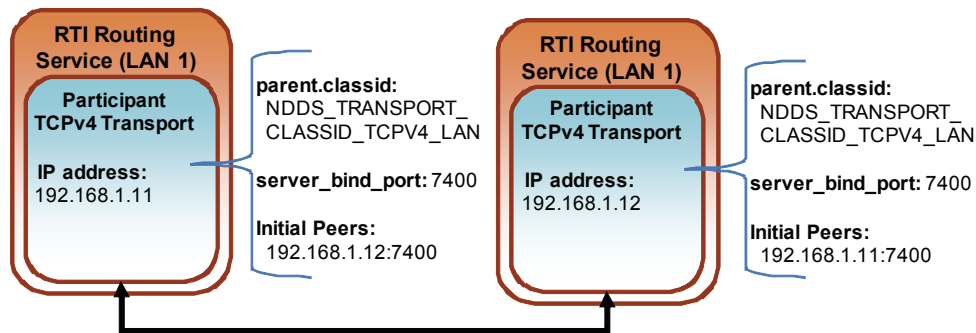 RTI Routing
Service (LAN 1)
Participant
TCPv4 Transport
IP address:
192.168.1.11
parent.classid:
NDDS_TRANSPORT_
CLASSID_TCPV4_LAN
server_bind_port: 7400
Initial Peers:
192.168.1.12:7400
RTI Routing
Service (LAN 1)
Participant
TCPv4 Transport
IP address:
192.168.1.12
parent.classid:
NDDS_TRANSPORT_
CLASSID_TCPV4_LAN
server_bind_port: 7400
Initial Peers:
192.168.1.11:7400